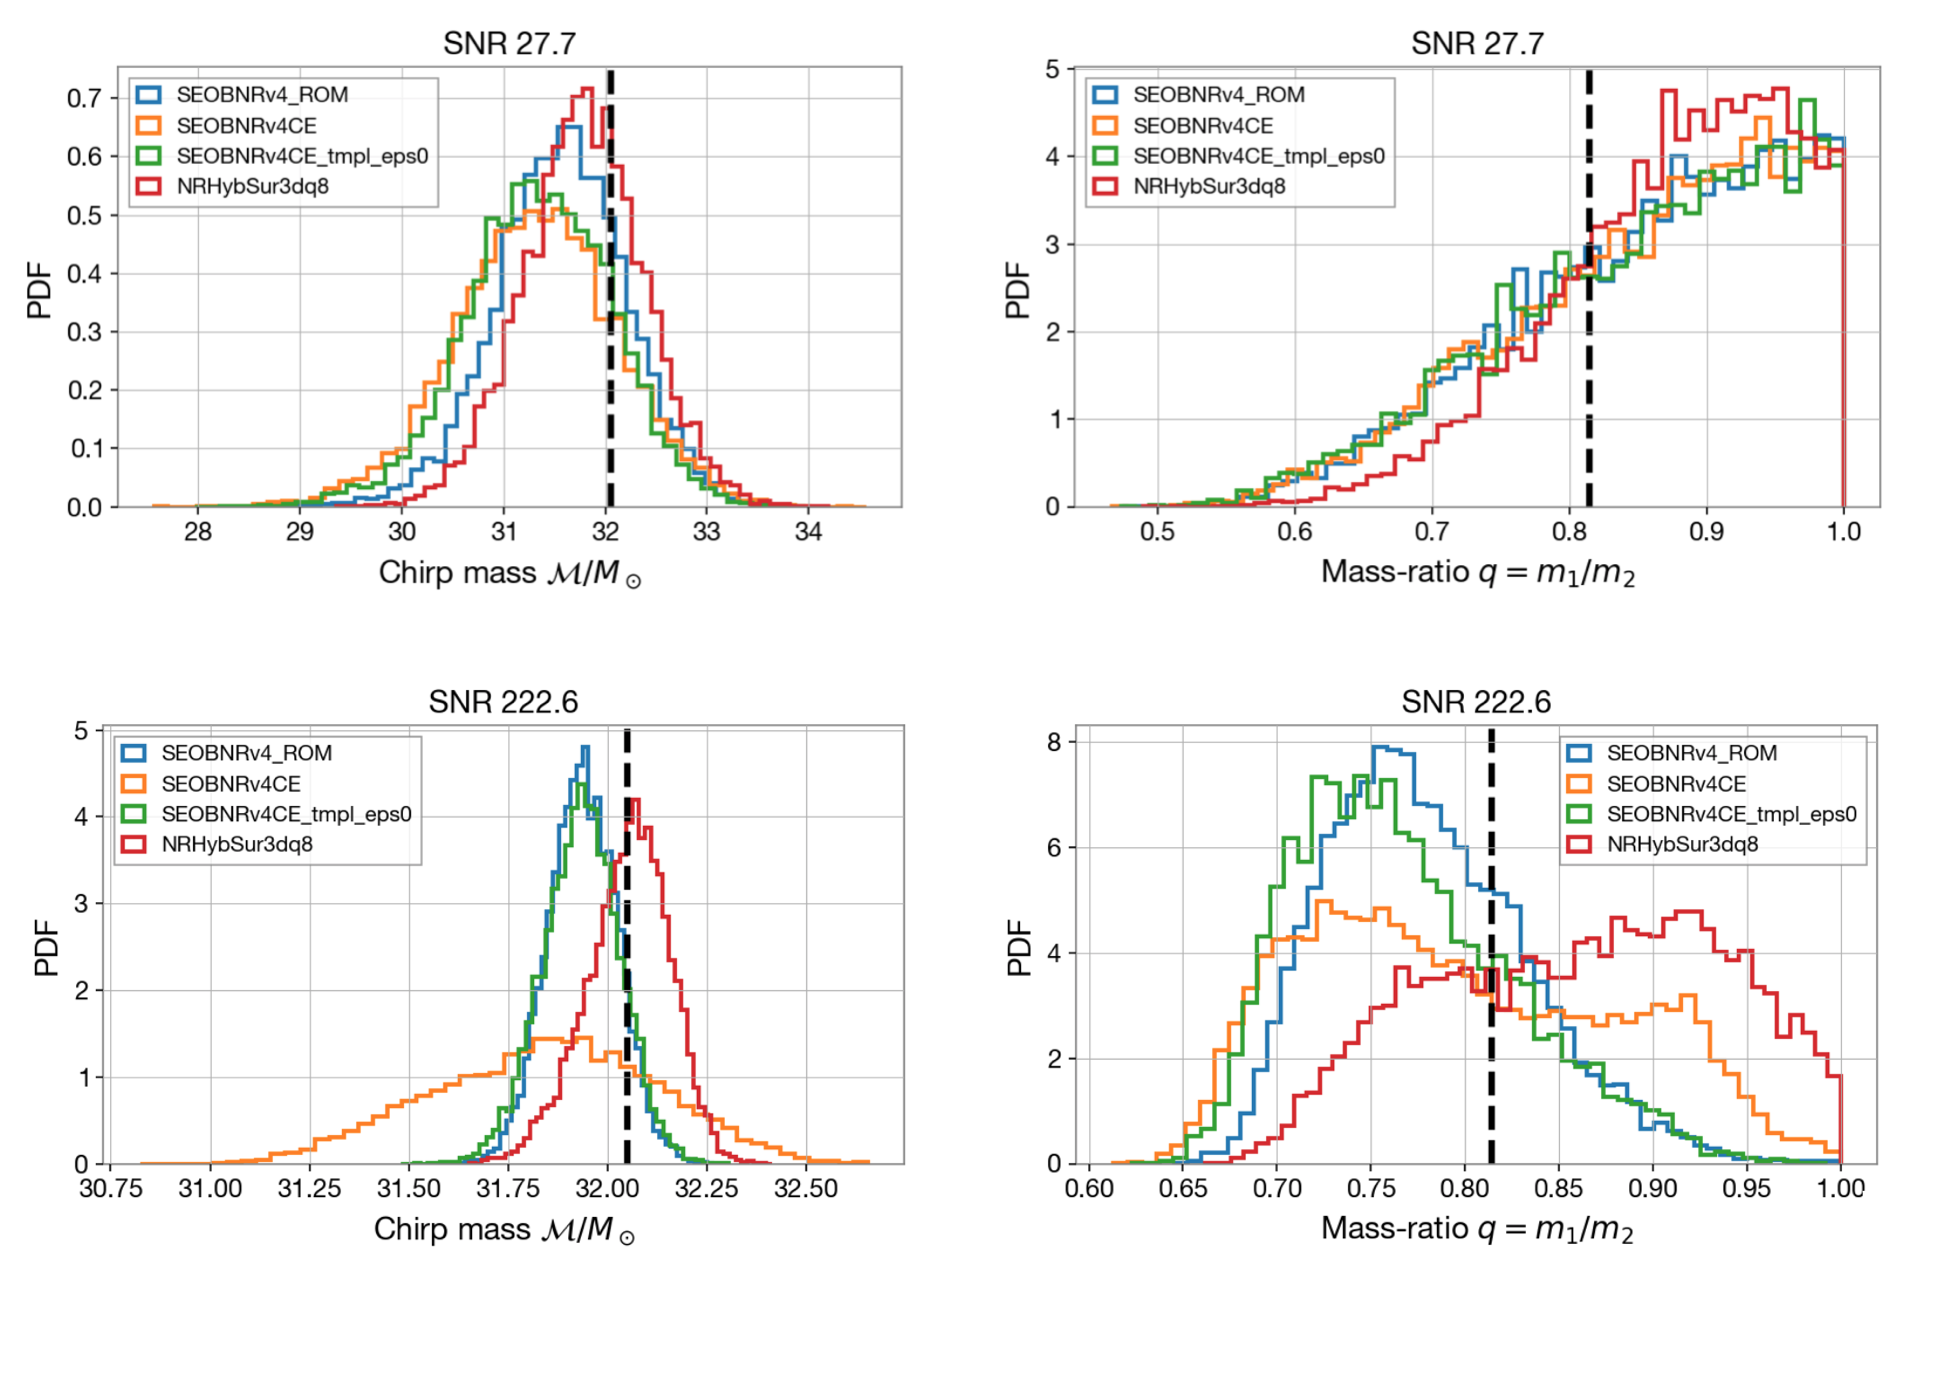 SNR 27.7
SEOBNRv4_ROM
SEOBNRv4CE
SEOBNRv4CE_tmpl_eps0
NRHybSur3dq8
PDF
0.7
0.6
0.5
0.4
0.3
0.2
0.1
0.0
28 29 30 31 32 33 34
Chirp mass ℳ/M⊙
SNR 27.7
SEOBNRv4_ROM
SEOBNRv4CE
SEOBNRv4CE_tmpl_eps0
NRHybSur3dq8
PDF
5
4
3
2
1
0
0.5 0.6 0.7 0.8 0.9 1.0
Mass-ratio q = m₁/m₂
SNR 222.6
SEOBNRv4_ROM
SEOBNRv4CE
SEOBNRv4CE_tmpl_eps0
NRHybSur3dq8
PDF
5
4
3
2
1
0
30.75 31.00 31.25 31.50 31.75 32.00 32.25 32.50
Chirp mass ℳ/M⊙
SNR 222.6
SEOBNRv4_ROM
SEOBNRv4CE
SEOBNRv4CE_tmpl_eps0
NRHybSur3dq8
PDF
8
6
4
2
0
0.60 0.65 0.70 0.75 0.80 0.85 0.90 0.95 1.00
Mass-ratio q = m₁/m₂